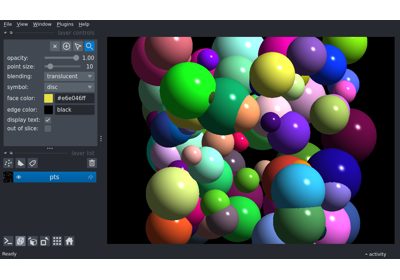 File View Window Plugins Help
layer controls
opacity: 1.00
point size: 10
blending: translucent
symbol: disc
face color: #e6e046ff
edge color: black
display text:
out of slice:
layer list
pts
Ready
activity